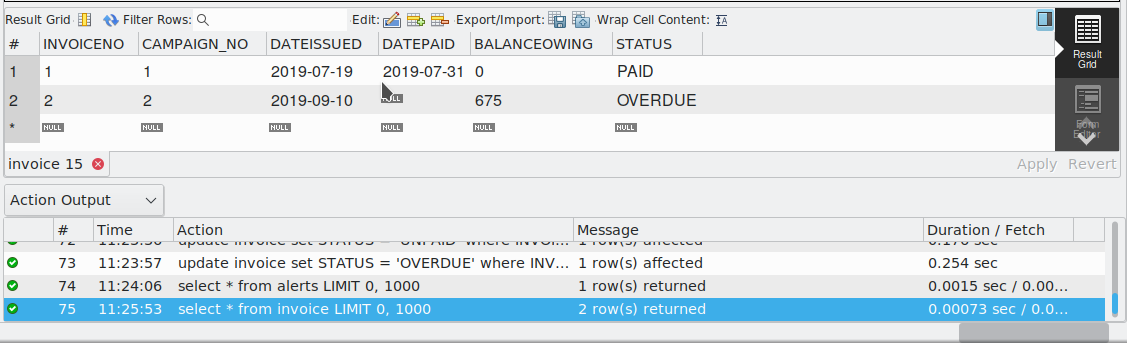 Result Grid Filter Rows: Edit: Export/Import: Wrap Cell Content:
# INVOICENO CAMPAIGN_NO DATEISSUED DATEPAID BALANCEOWING STATUS
1 1 1 2019-07-19 2019-07-31 0 PAID
2 2 2 2019-09-10 NULL 675 OVERDUE
* NULL NULL NULL NULL NULL NULL
Result
Grid
Form
Editor
invoice 15 Apply Revert
Action Output
# Time Action Message Duration / Fetch
72 11:23:36 update invoice set STATUS = 'UNPAID' where INVOI... 1 row(s) affected 0.176 sec
73 11:23:57 update invoice set STATUS = 'OVERDUE' where INV... 1 row(s) affected 0.254 sec
74 11:24:06 select * from alerts LIMIT 0, 1000 1 row(s) returned 0.0015 sec / 0.00...
75 11:25:53 select * from invoice LIMIT 0, 1000 2 row(s) returned 0.00073 sec / 0.0...